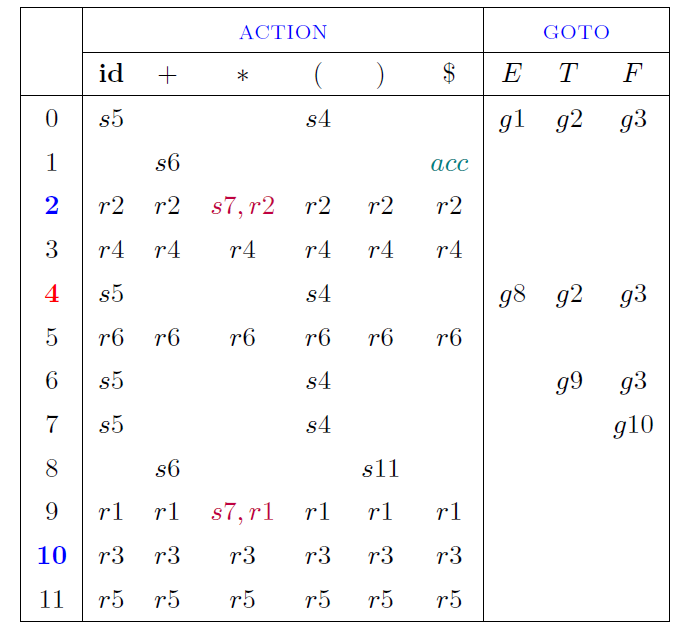 ACTION GOTO
id + * ( ) $ E T F
0 s5 s4 g1 g2 g3
1 s6 acc
2 r2 r2 s7, r2 r2 r2 r2
3 r4 r4 r4 r4 r4 r4
4 s5 s4 g8 g2 g3
5 r6 r6 r6 r6 r6 r6
6 s5 s4 g9 g3
7 s5 s4 g10
8 s6 s11
9 r1 r1 s7, r1 r1 r1 r1
10 r3 r3 r3 r3 r3 r3
11 r5 r5 r5 r5 r5 r5